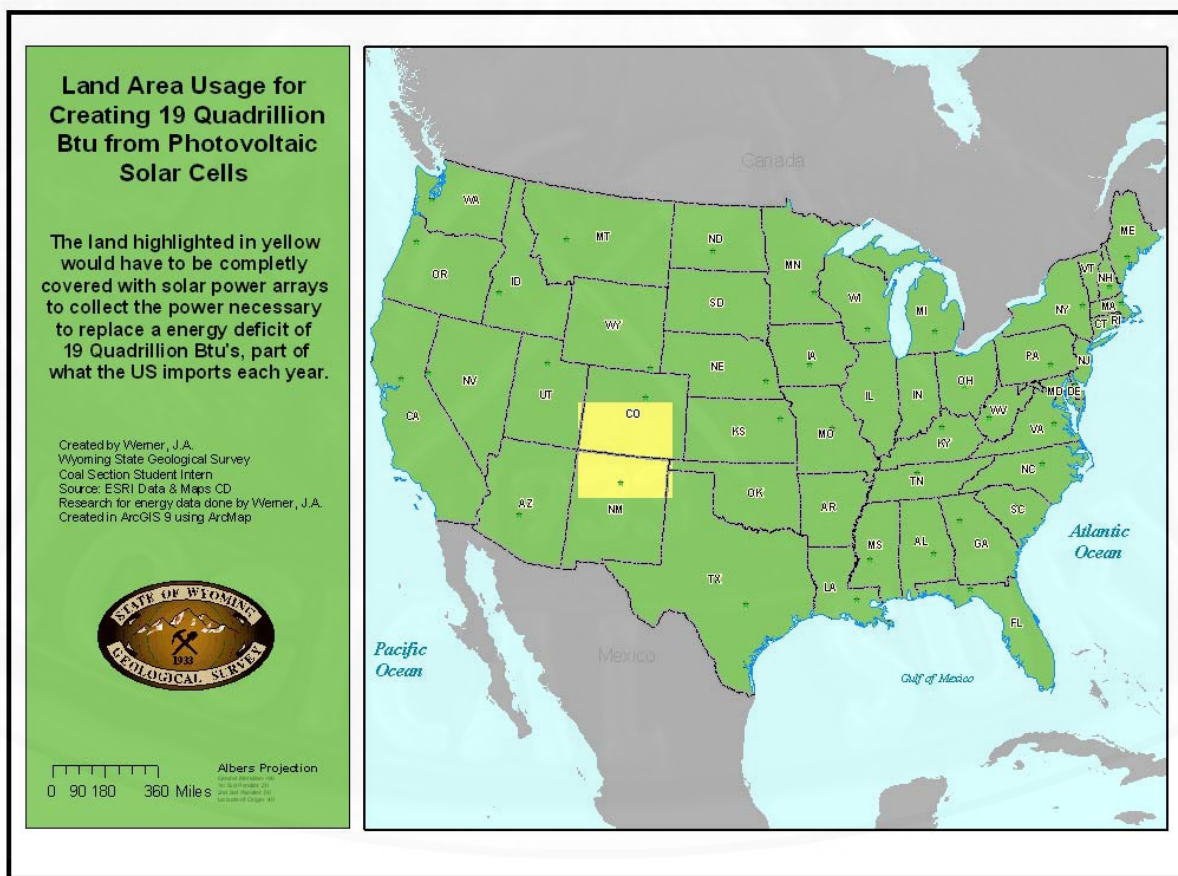 Land Area Usage for
Creating 19 Quadrillion
Btu from Photovoltaic
Solar Cells
The land highlighted in yellow
would have to be completly
covered with solar power arrays
to collect the power necessary
to replace a energy deficit of
19 Quadrillion Btu's, part of
what the US imports each year.
Created by Werner, J.A.
Wyoming State Geological Survey
Coal Section Student Intern
Source: ESRI Data & Maps CD
Research for energy data done by Werner, J.A.
Created in ArcGIS 9 using ArcMap
STATE OF WYOMING
1933
GEOLOGICAL SURVEY
Albers Projection
0 90 180 360 Miles
Canada
WA
MT
ND
MN
ME
OR
ID
SD
WI
MI
VT
NH
NY
MA
CT RI
WY
IA
NE
PA
NJ
NV
UT
CO
IL
IN
OH
MD DE
WV
VA
CA
KS
MO
KY
NC
TN
AZ
NM
OK
AR
SC
MS
AL
GA
TX
LA
FL
Atlantic
Ocean
Pacific
Ocean
Mexico
Gulf of Mexico